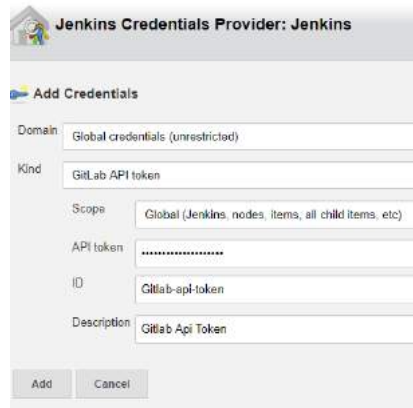 Jenkins Credentials Provider: Jenkins
Add Credentials
Domain Global credentials (unrestricted)
Kind GitLab API token
Scope Global (Jenkins, nodes, items, all child items, etc)
API token ••••••••••••••••••••
ID Gitlab-api-token
Description Gitlab Api Token
Add Cancel